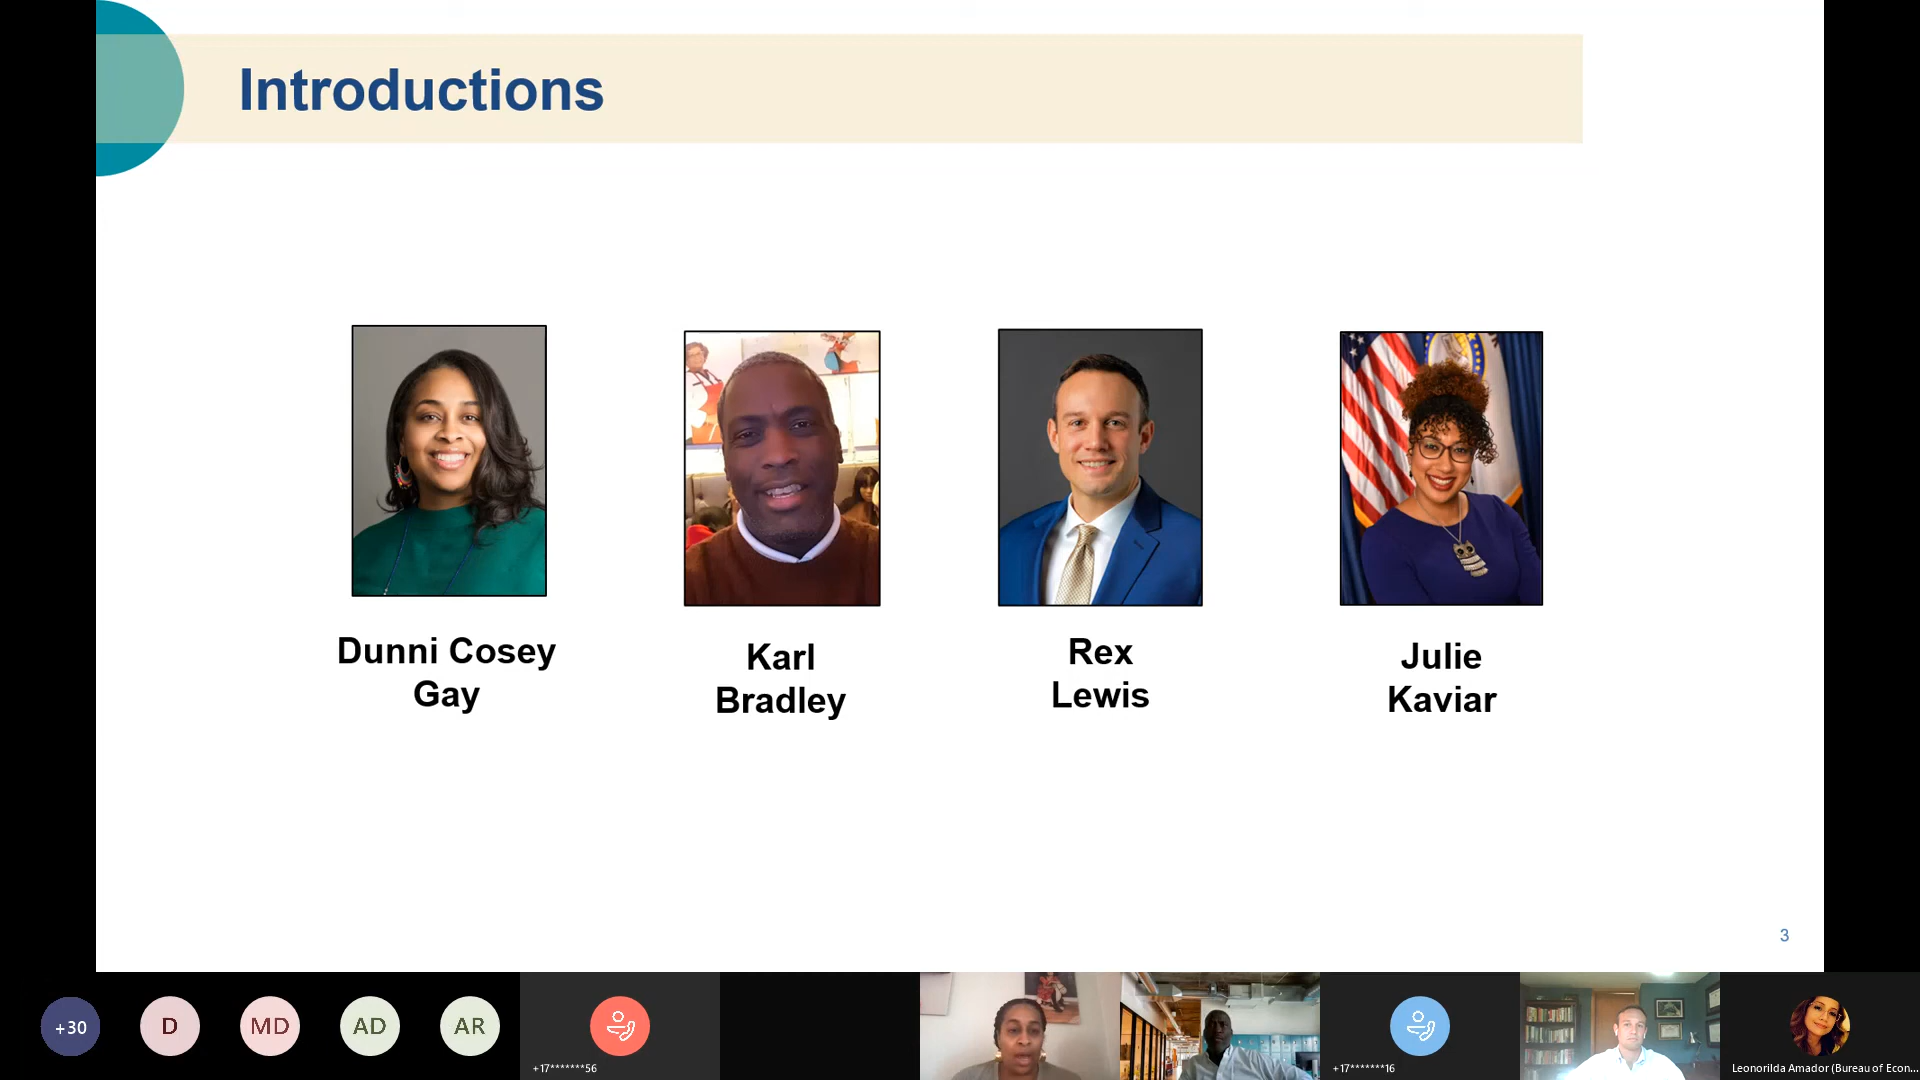 Introductions
Dunni Cosey
Gay
Karl
Bradley
Rex
Lewis
Julie
Kaviar
3
+30
D
MD
AD
AR
+17*******56
+17*******16
Leonorilda Amador (Bureau of Econ...